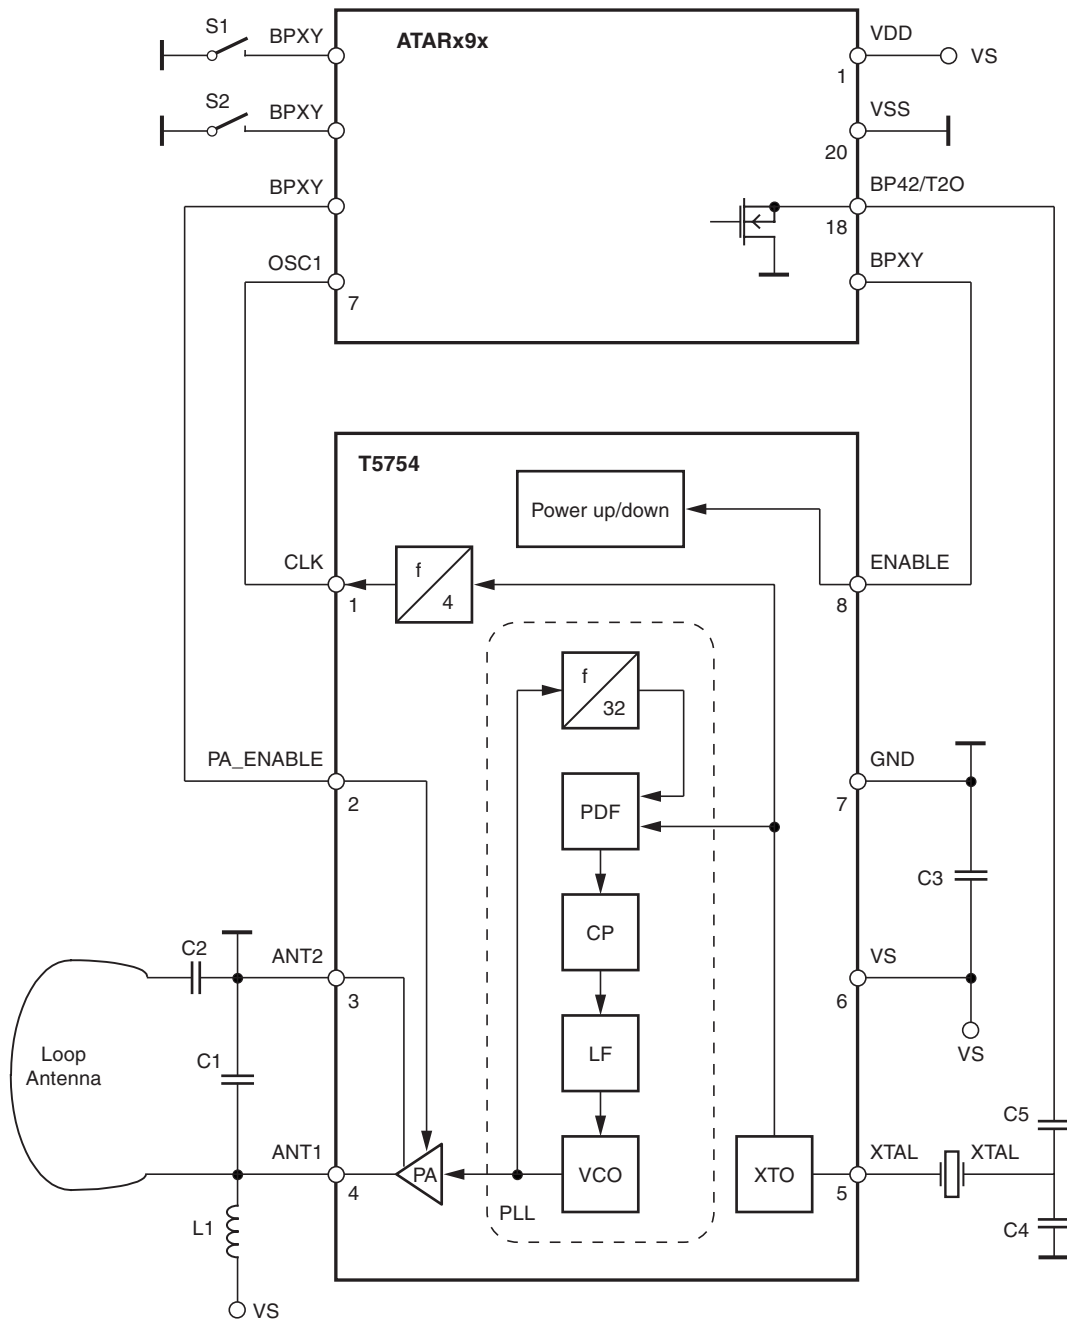 S1
BPXY
ATARx9x
VDD
1
VS
S2
BPXY
VSS
20
BPXY
BP42/T2O
18
OSC1
7
BPXY
T5754
Power up/down
CLK
1
f
4
ENABLE
8
f
32
PA_ENABLE
2
GND
7
PDF
C3
CP
C2
ANT2
3
VS
6
Loop
Antenna
C1
LF
VS
C5
ANT1
4
PA
VCO
XTO
XTAL
5
XTAL
PLL
L1
C4
VS